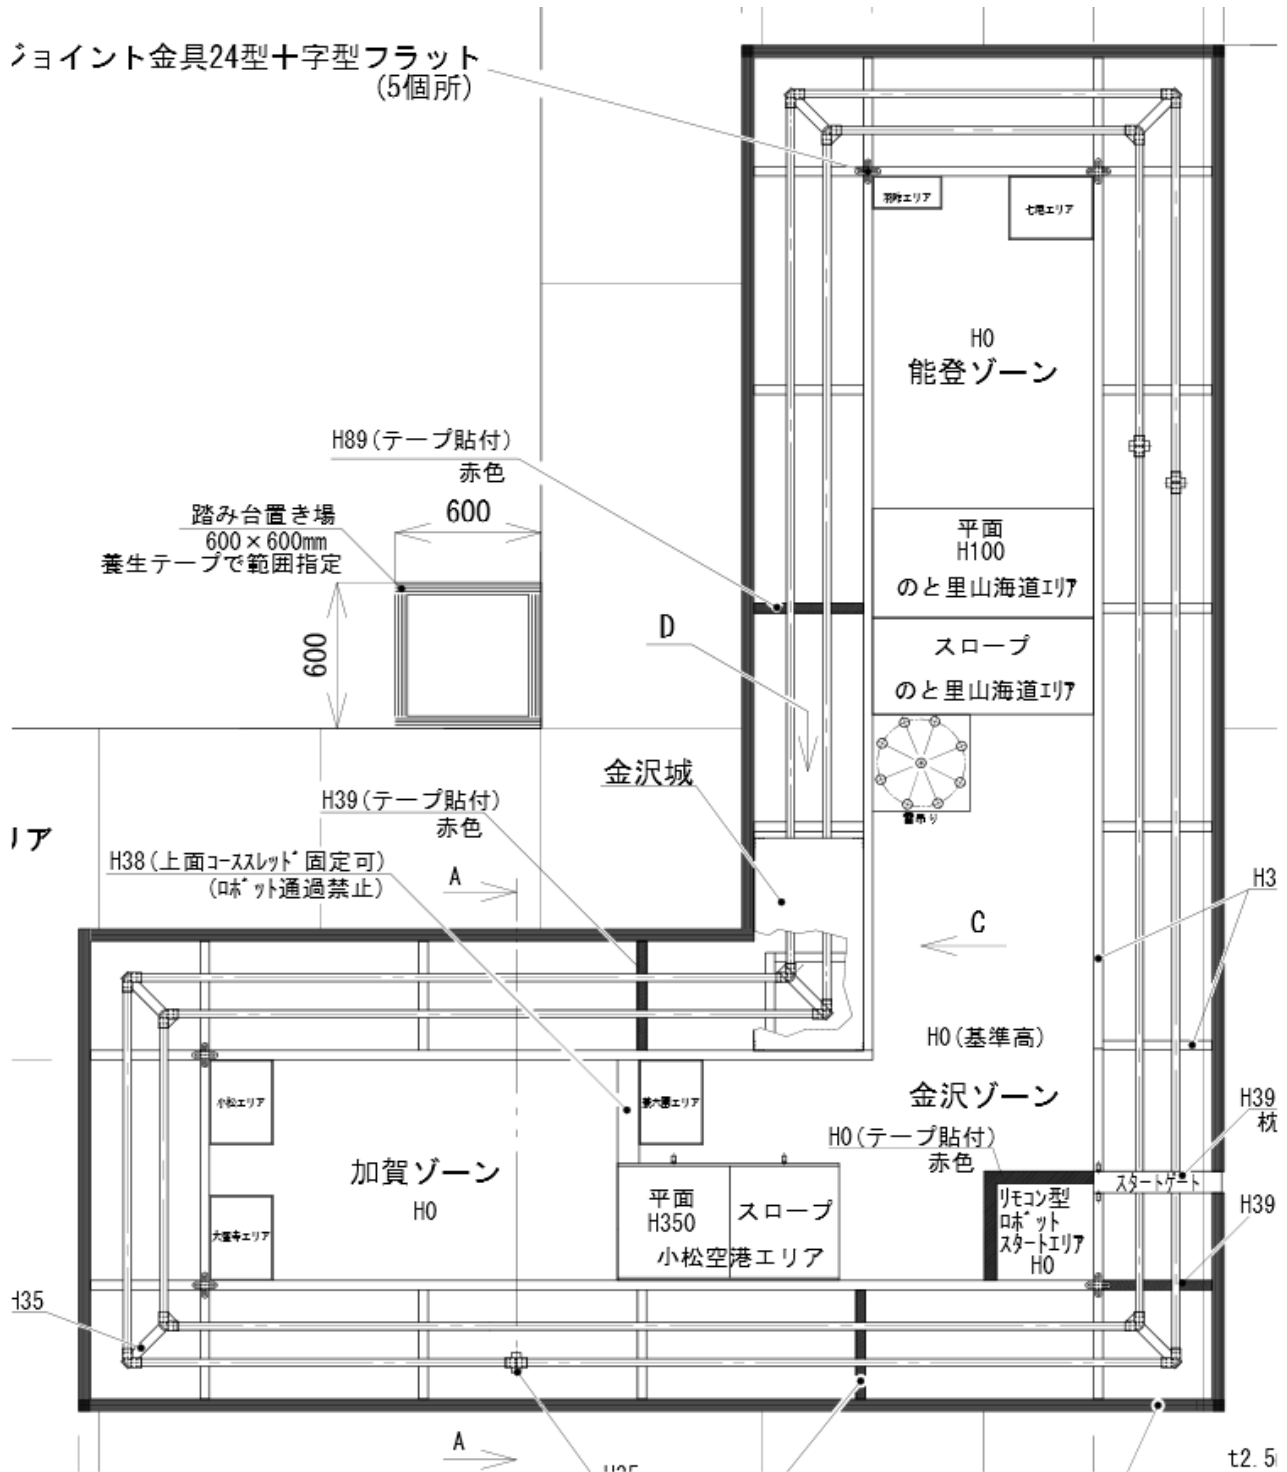 ジョイント金具24型十字型フラット
(5個所)
羽咋エリア
七尾エリア
H0
能登ゾーン
H89(テープ貼付)
赤色
踏み台置き場
600×600mm
養生テープで範囲指定
600
600
平面
H100
のと里山海道エリア
スロープ
のと里山海道エリア
D
金沢城
雪吊り
H39(テープ貼付)
赤色
リア
H38(上面コーススレッド固定可)
(ロボット通過禁止)
A
C
H3
H0(基準高)
金沢ゾーン
H39
枕
H0(テープ貼付)
赤色
スタートゲート
H39
リモコン型
ロボット
スタートエリア
H0
小松エリア
兼六園エリア
加賀ゾーン
H0
平面
H350
スロープ
小松空港エリア
大聖寺エリア
H35
A
H35
t2.5